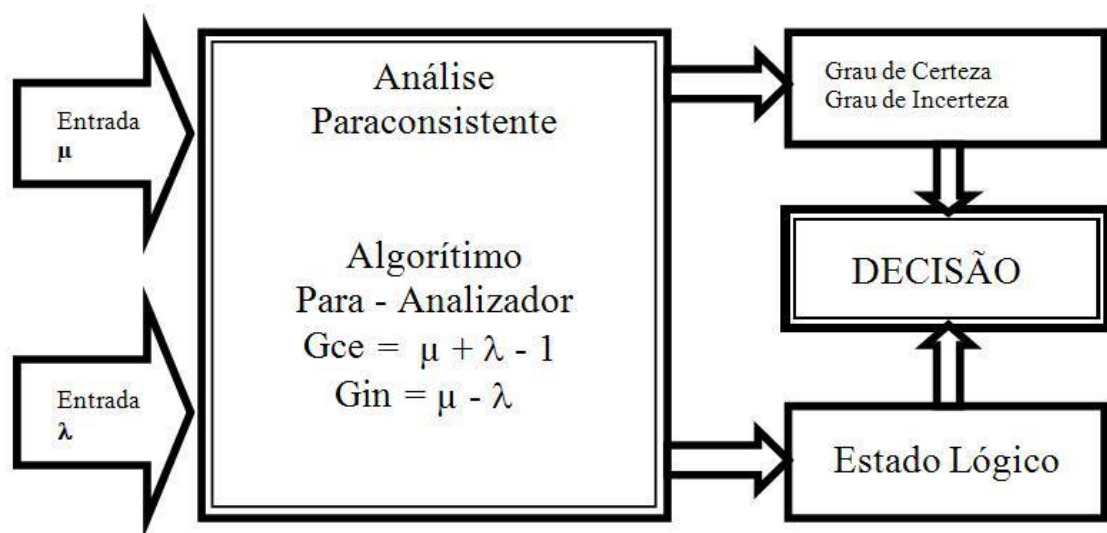 Entrada
μ
Entrada
λ
Análise
Paraconsistente
Algorítimo
Para - Analizador
Gce = μ + λ - 1
Gin = μ - λ
Grau de Certeza
Grau de Incerteza
DECISÃO
Estado Lógico